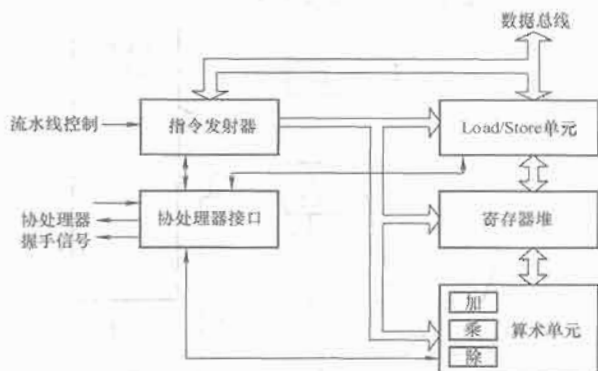 数据总线
流水线控制
指令发射器
Load/Store单元
协处理器
握手信号
协处理器接口
寄存器堆
加
乘
除
算术单元